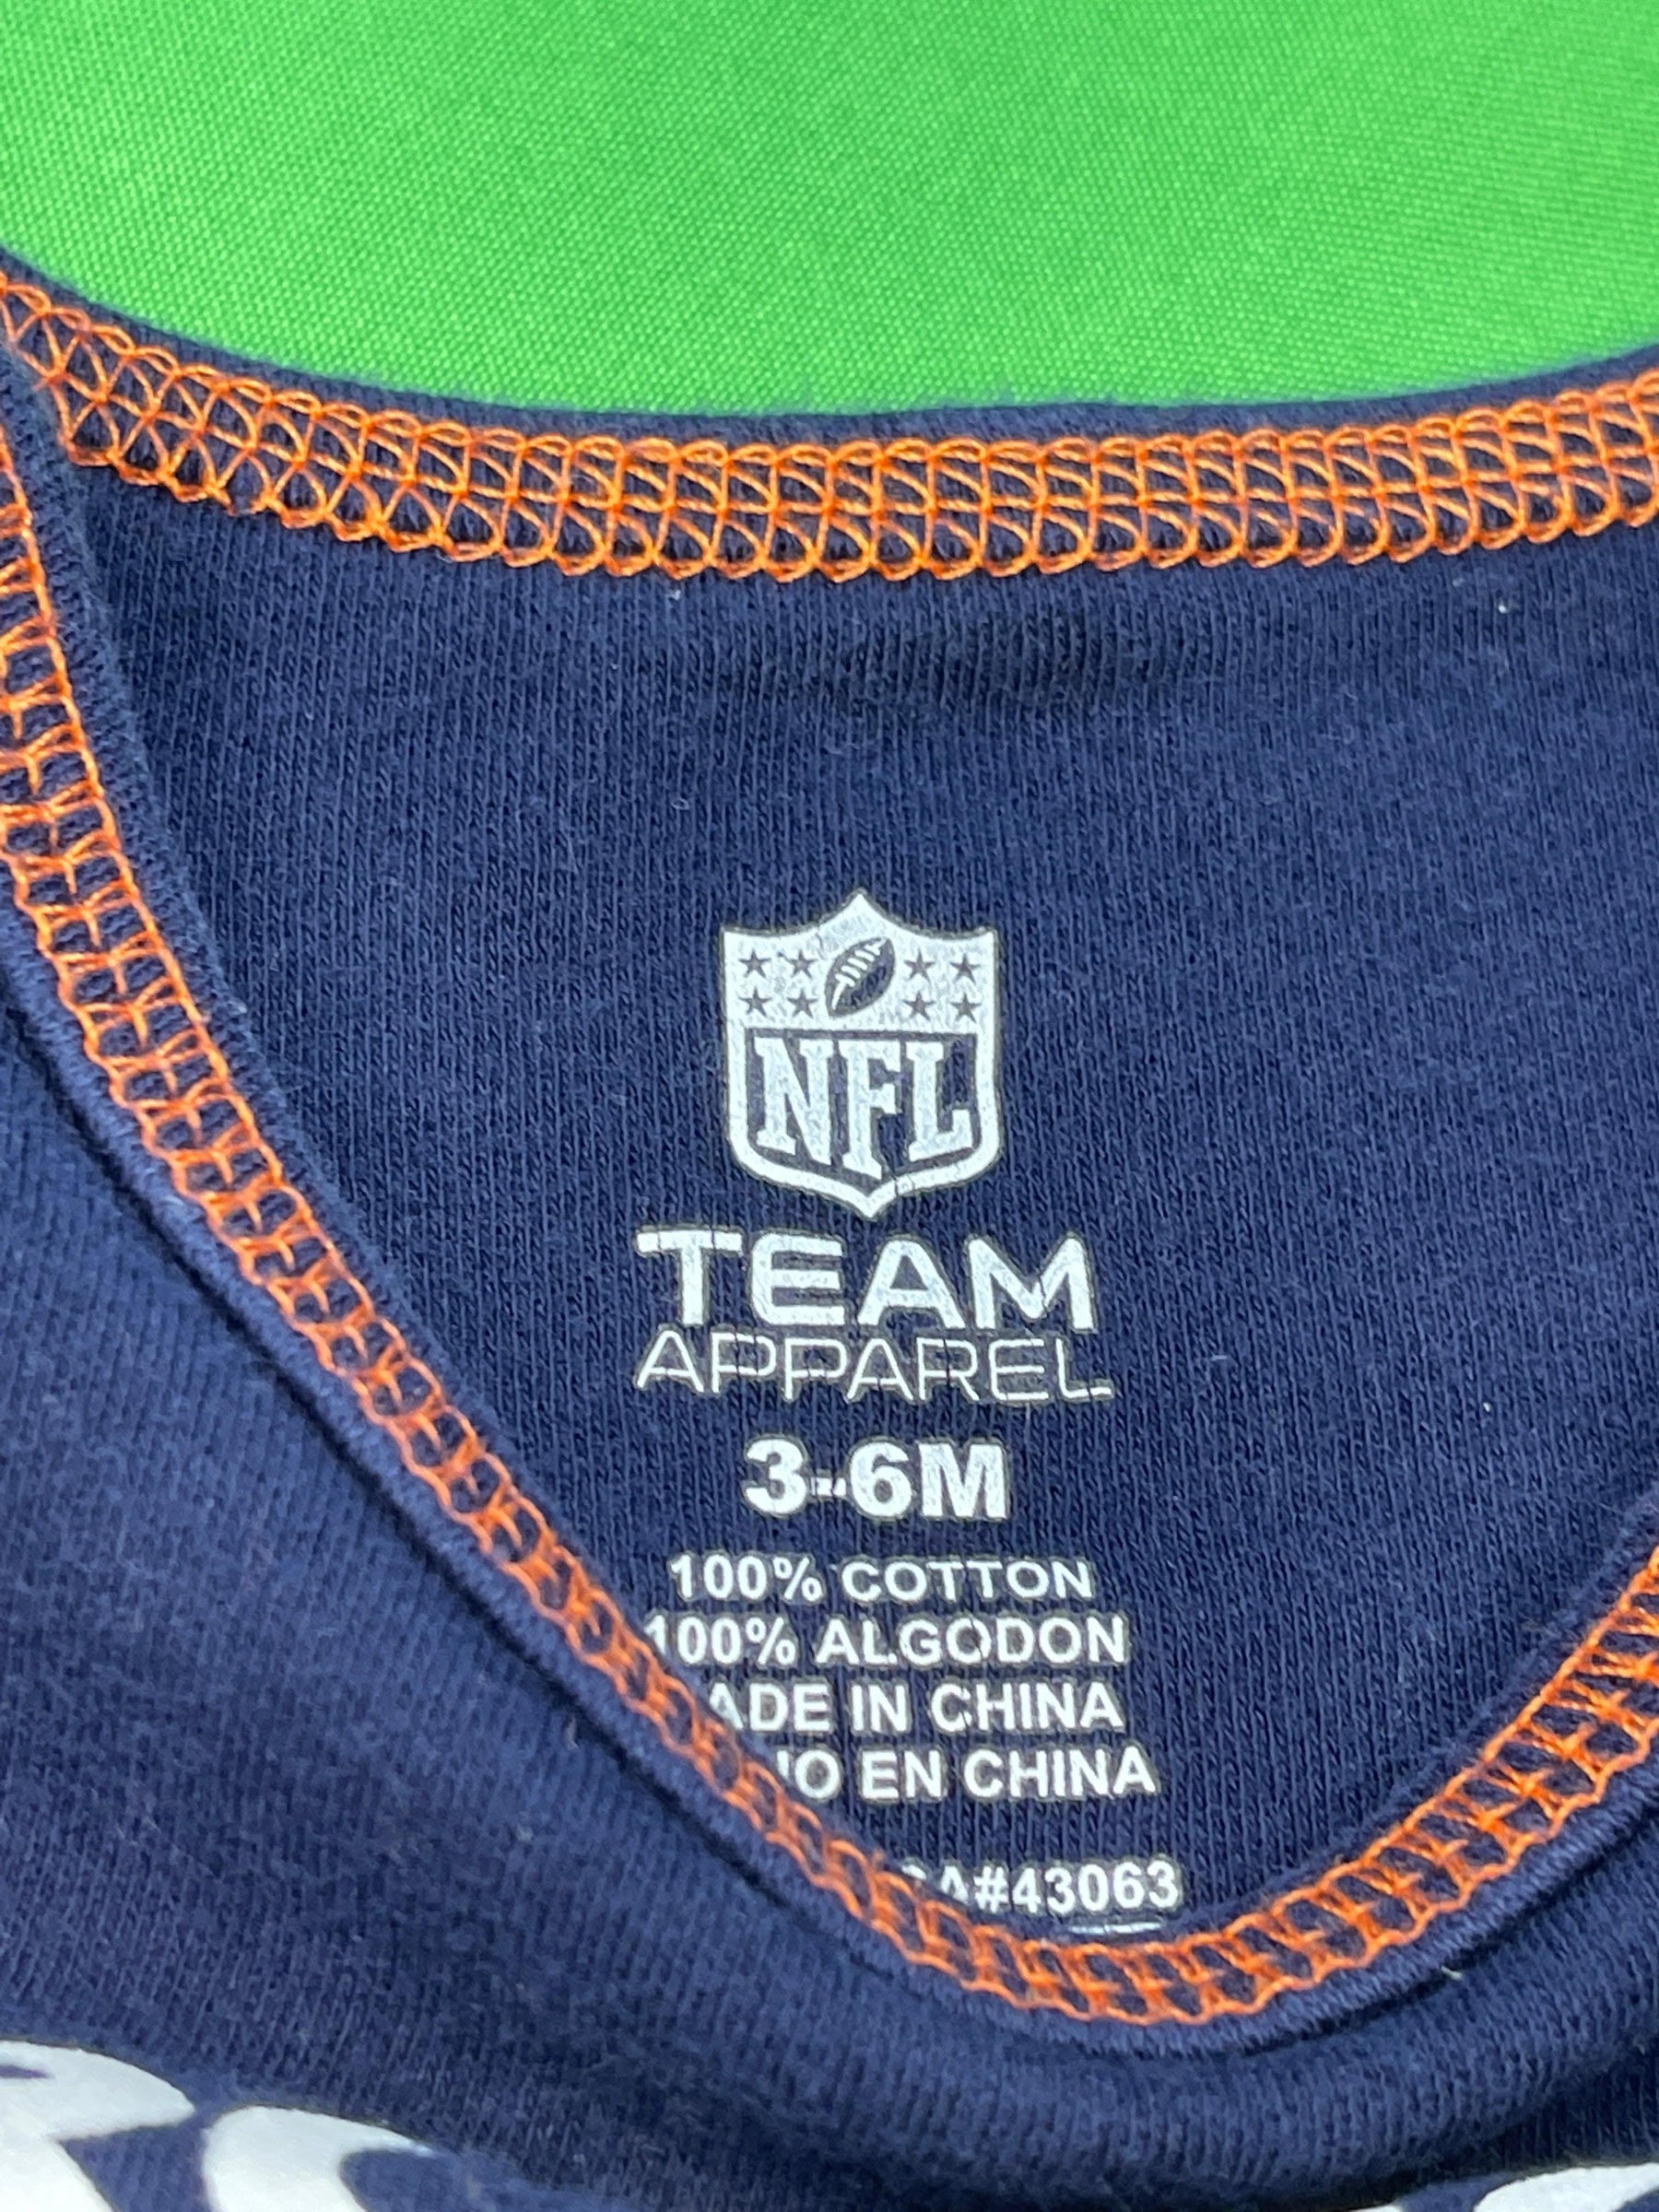 NFL
TEAM
APPAREL
3-6M
100% COTTON
100% ALGODON
ADE IN CHINA
EN CHINA
A#43063